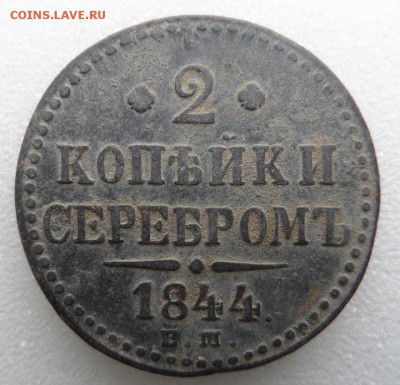 COINS.LAVE.RU
2
КОПѢЙКИ
СЕРЕБРОМЪ
1844.
Е.М.